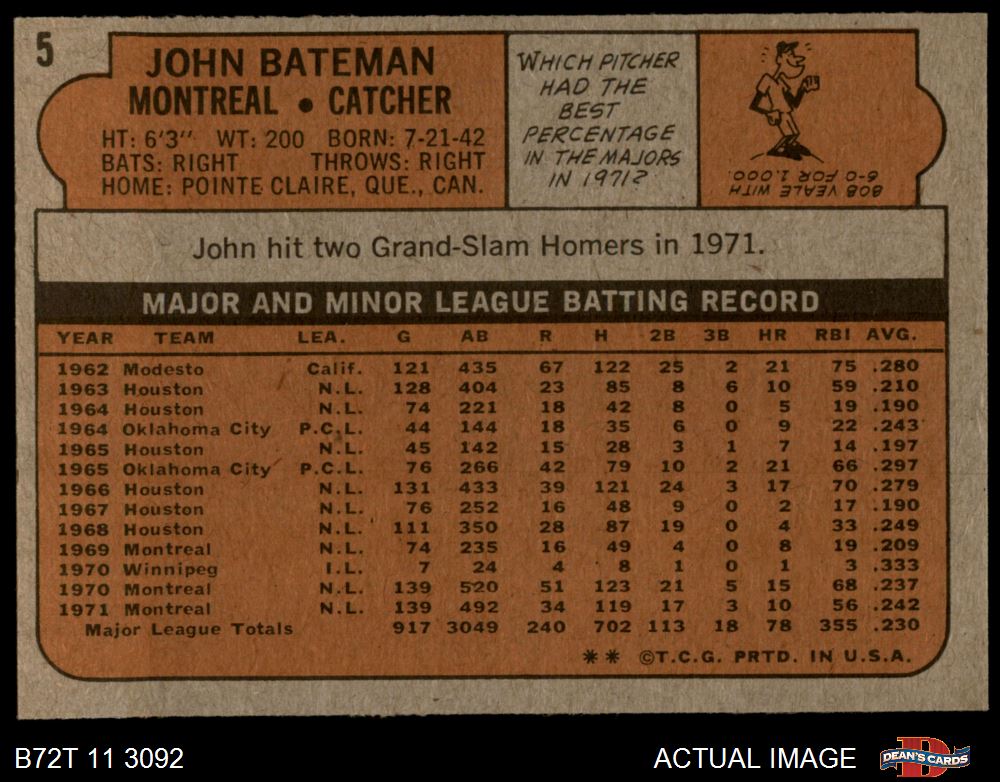 5
JOHN BATEMAN
MONTREAL • CATCHER
HT: 6'3" WT: 200 BORN: 7-21-42
BATS: RIGHT THROWS: RIGHT
HOME: POINTE CLAIRE, QUE., CAN.
WHICH PITCHER
HAD THE
BEST
PERCENTAGE
IN THE MAJORS
IN 1971?
BOB VEALE WITH
6-0 FOR 1.000.
John hit two Grand-Slam Homers in 1971.
MAJOR AND MINOR LEAGUE BATTING RECORD
YEAR TEAM LEA. G AB R H 2B 3B HR RBI AVG.
1962 Modesto Calif. 121 435 67 122 25 2 21 75 .280
1963 Houston N.L. 128 404 23 85 8 6 10 59 .210
1964 Houston N.L. 74 221 18 42 8 0 5 19 .190
1964 Oklahoma City P.C.L. 44 144 18 35 6 0 9 22 .243
1965 Houston N.L. 45 142 15 28 3 1 7 14 .197
1965 Oklahoma City P.C.L. 76 266 42 79 10 2 21 66 .297
1966 Houston N.L. 131 433 39 121 24 3 17 70 .279
1967 Houston N.L. 76 252 16 48 9 0 2 17 .190
1968 Houston N.L. 111 350 28 87 19 0 4 33 .249
1969 Montreal N.L. 74 235 16 49 4 0 8 19 .209
1970 Winnipeg I.L. 7 24 4 8 1 0 1 3 .333
1970 Montreal N.L. 139 520 51 123 21 5 15 68 .237
1971 Montreal N.L. 139 492 34 119 17 3 10 56 .242
Major League Totals 917 3049 240 702 113 18 78 355 .230
** ©T.C.G. PRTD. IN U.S.A.
B72T 11 3092
ACTUAL IMAGE
D
DEAN'S CARDS